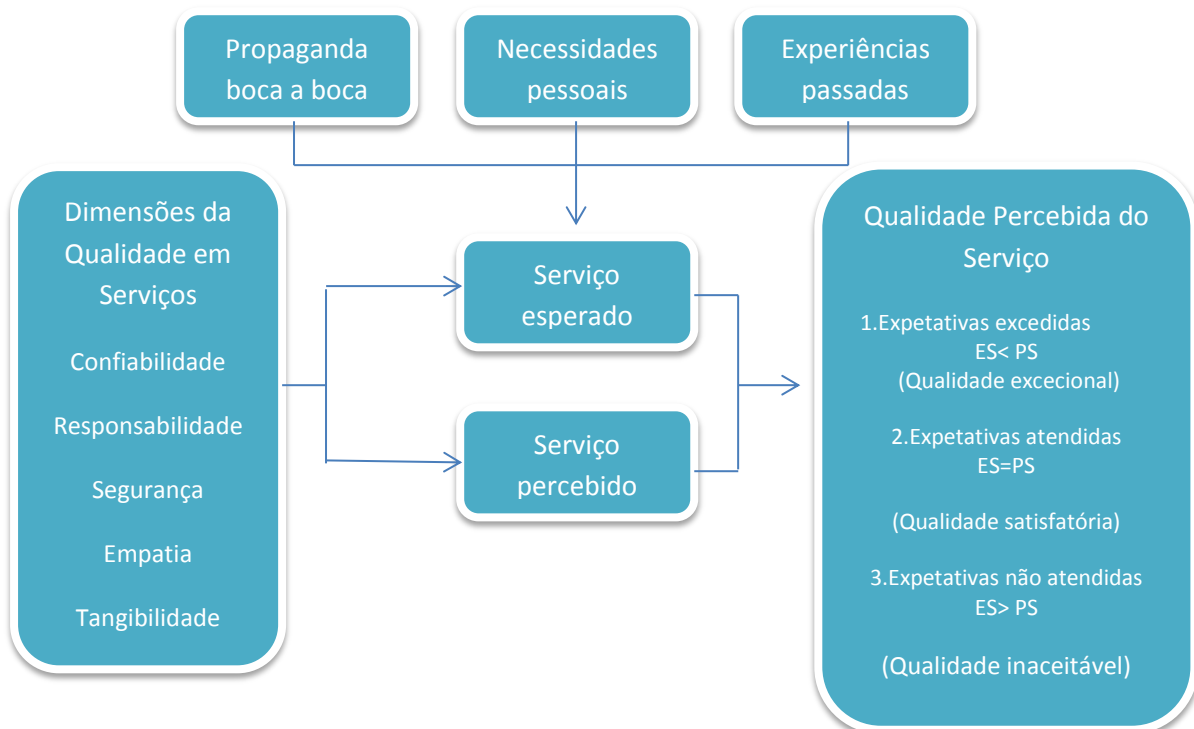 Propaganda
boca a boca
Necessidades
pessoais
Experiências
passadas
Dimensões da
Qualidade em
Serviços
Confiabilidade
Responsabilidade
Segurança
Empatia
Tangibilidade
Serviço
esperado
Serviço
percebido
Qualidade Percebida do
Serviço
1.Expetativas excedidas
ES< PS
(Qualidade excecional)
2.Expetativas atendidas
ES=PS
(Qualidade satisfatória)
3.Expetativas não atendidas
ES> PS
(Qualidade inaceitável)